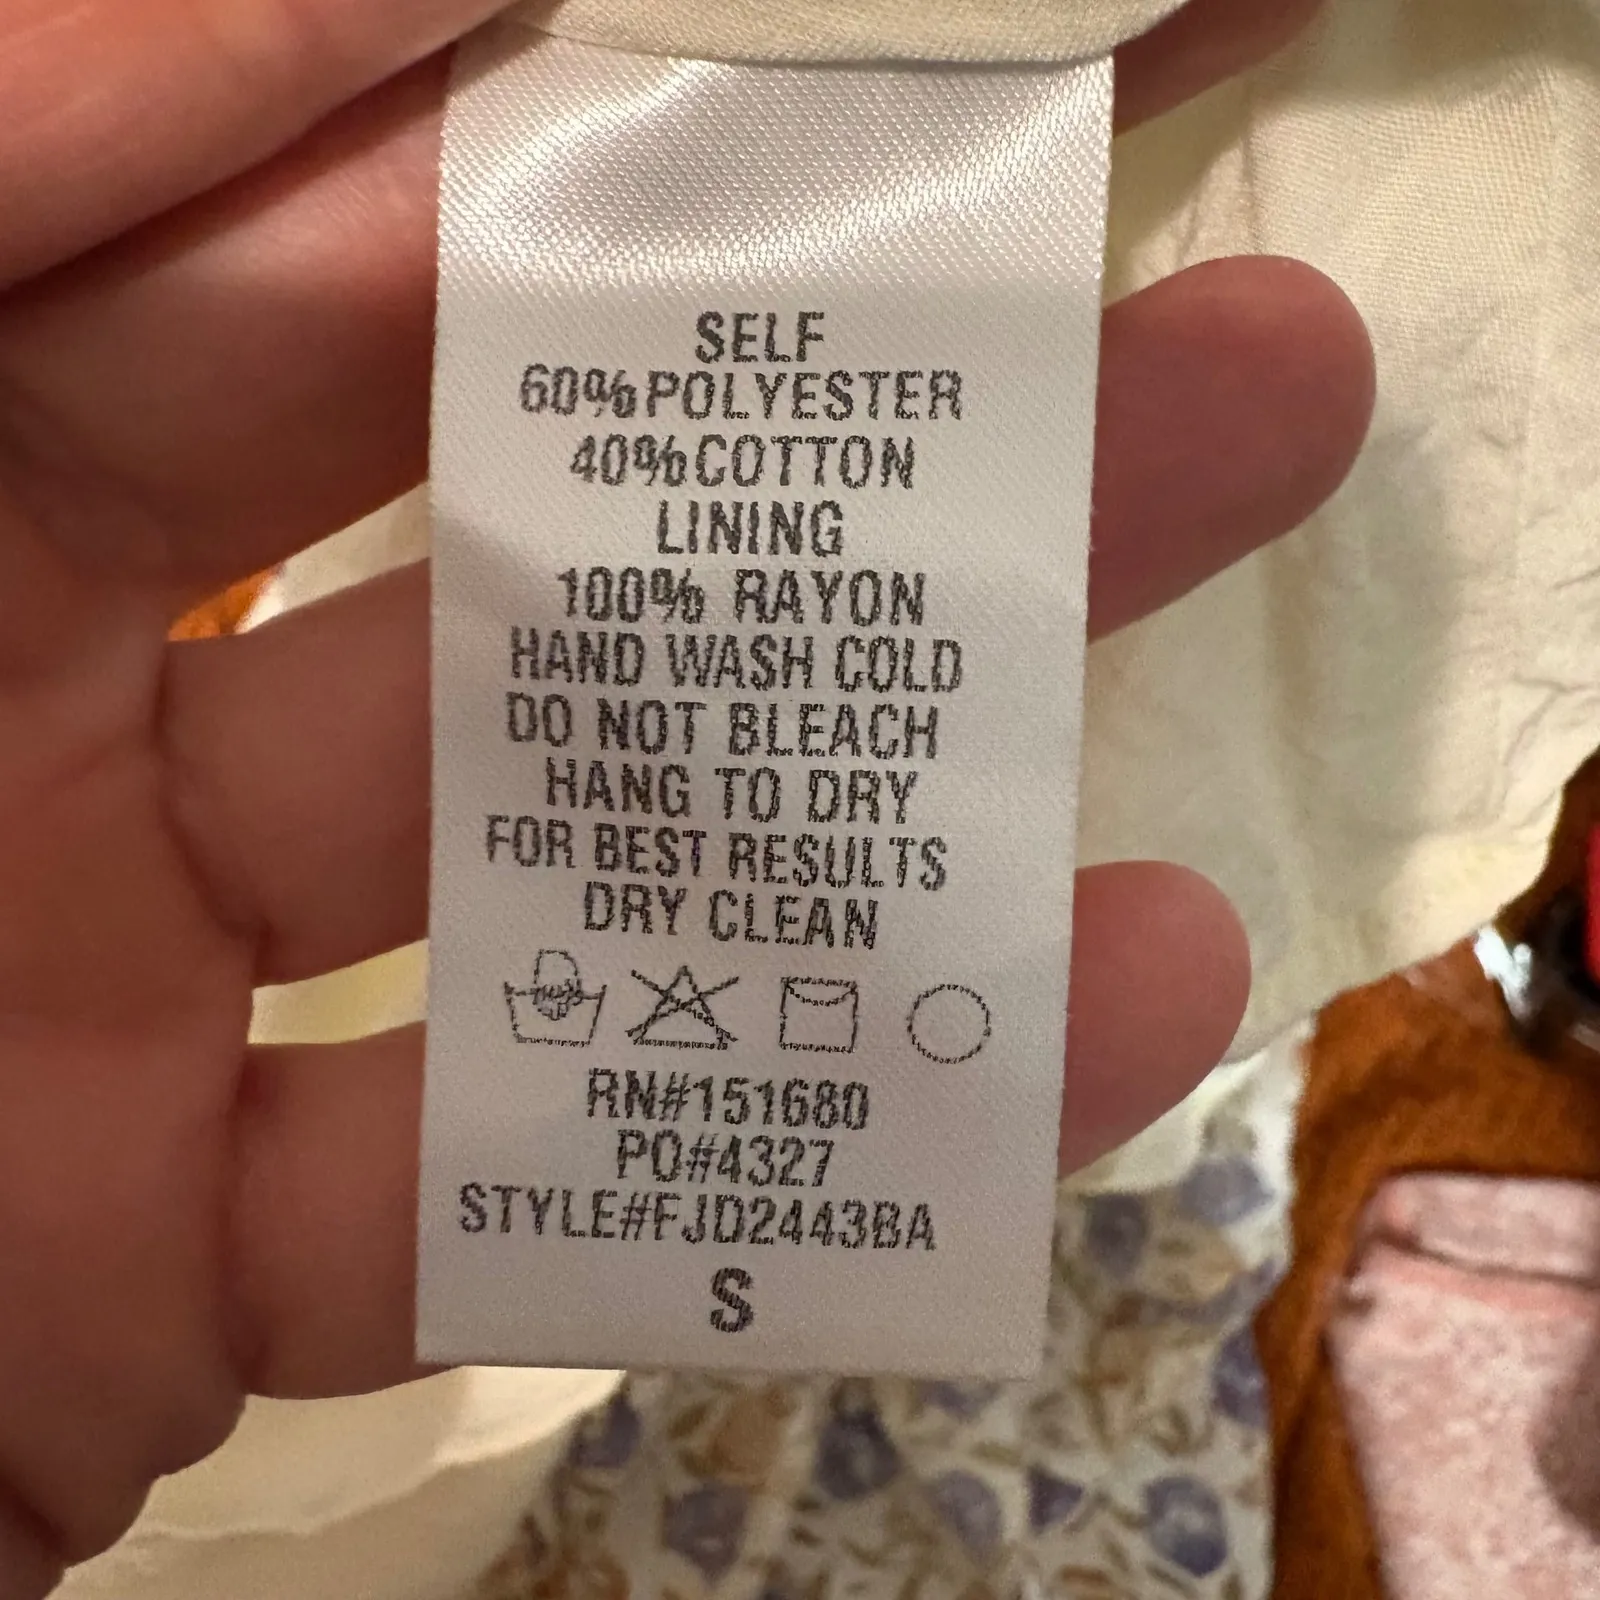 SELF
60%POLYESTER
40%COTTON
LINING
100% RAYON
HAND WASH COLD
DO NOT BLEACH
HANG TO DRY
FOR BEST RESULTS
DRY CLEAN
RN#151680
PO#4327
STYLE#FJD2443BA
S